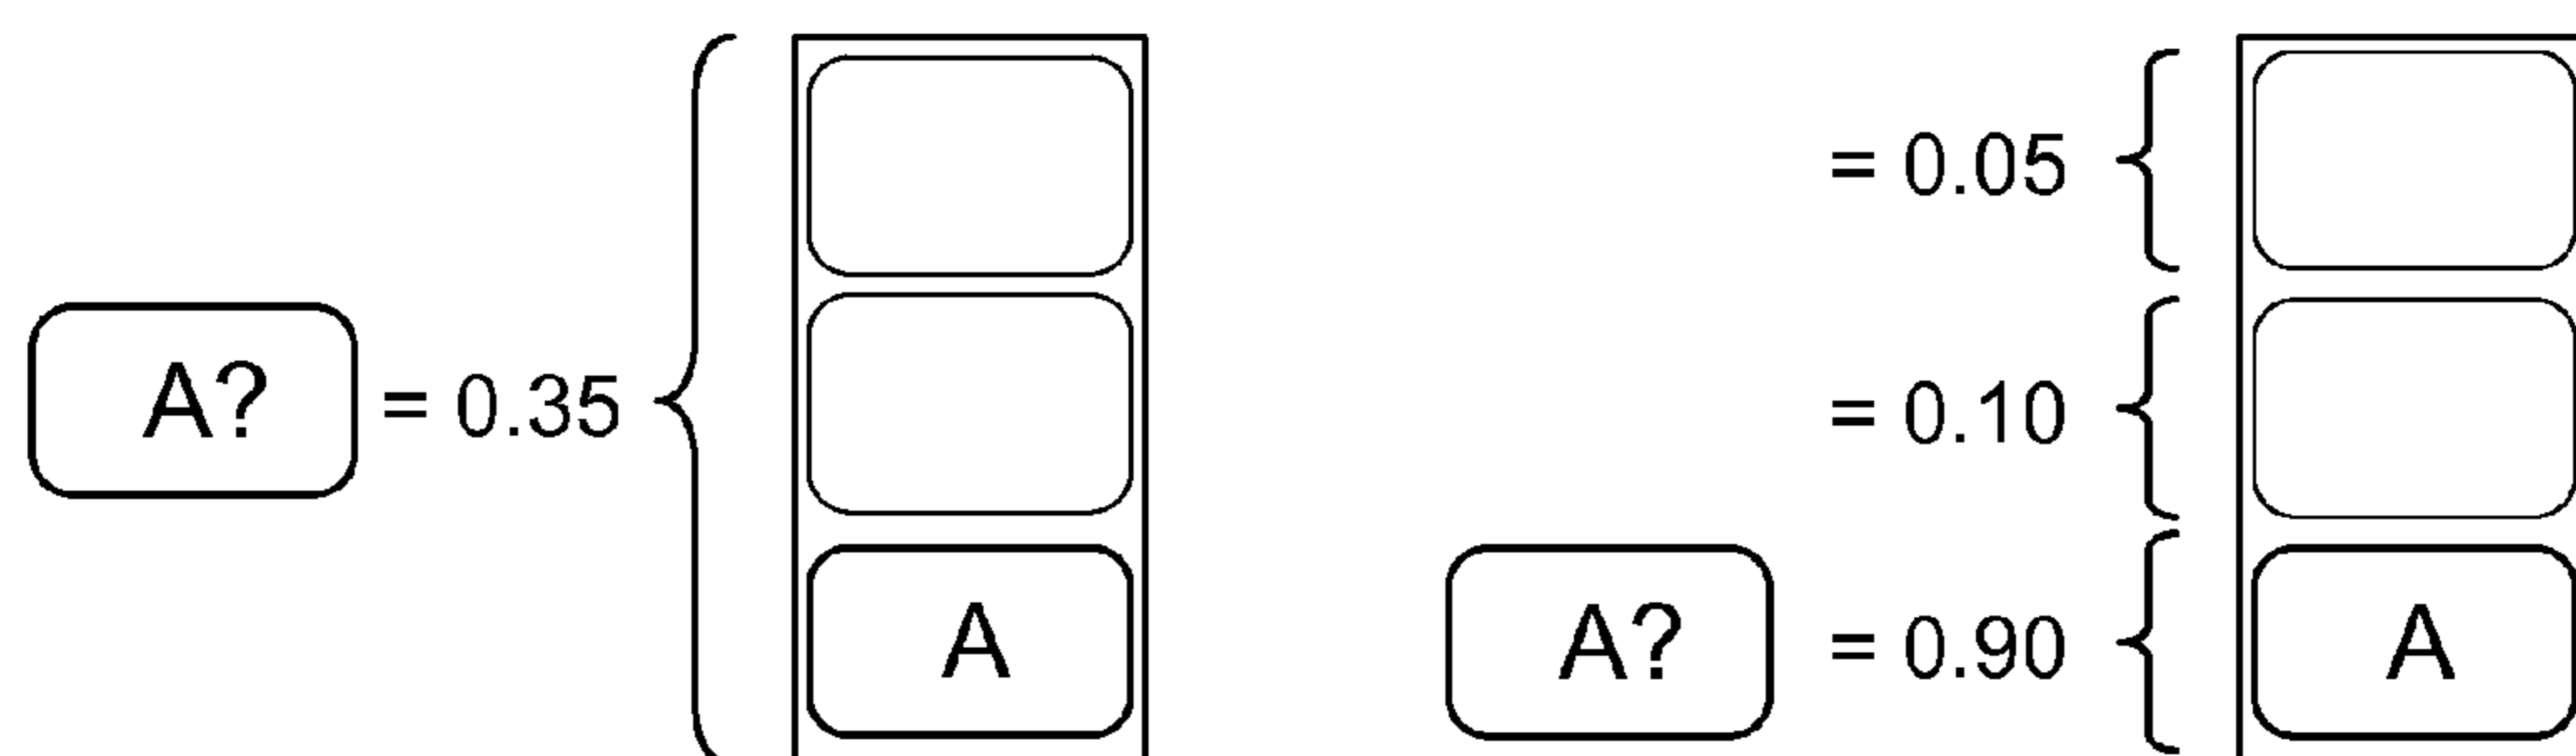 = 0.05
A? = 0.35
= 0.10
A
A? = 0.90
A